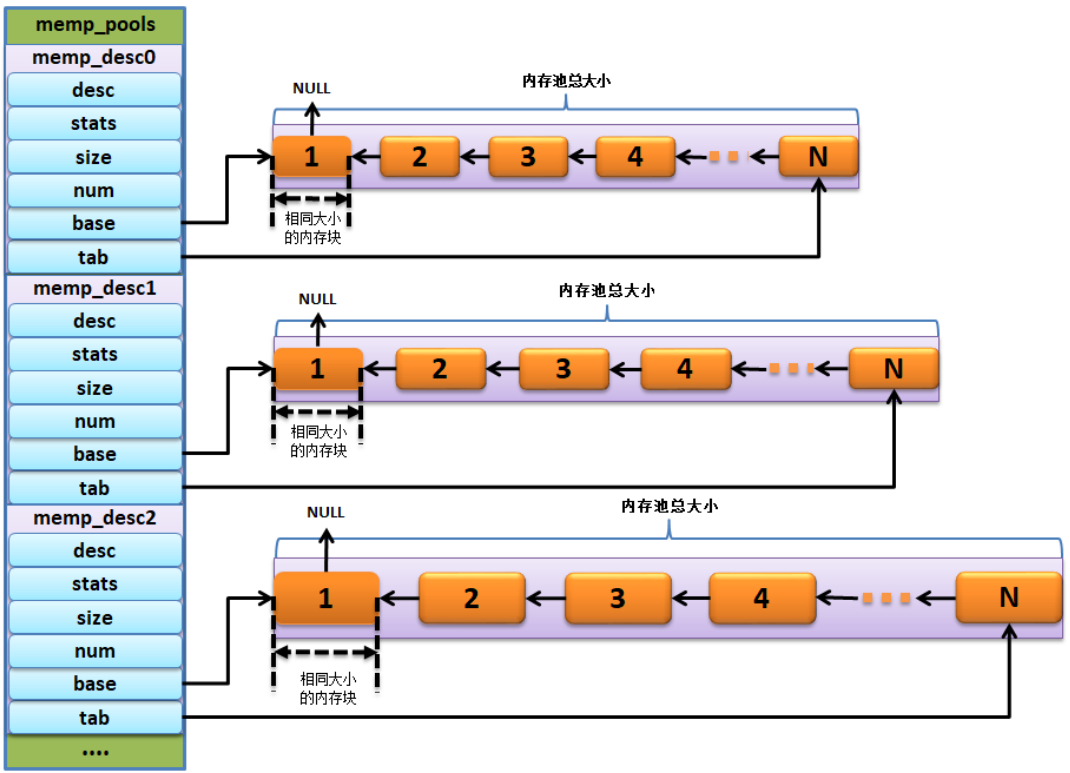 memp_pools
memp_desc0
desc
stats
size
num
base
tab
memp_desc1
desc
stats
size
num
base
tab
memp_desc2
desc
stats
size
num
base
tab
....
内存池总大小
NULL
1
2
3
4
N
相同大小
的内存块
内存池总大小
NULL
1
2
3
4
N
相同大小
的内存块
内存池总大小
NULL
1
2
3
4
N
相同大小
的内存块